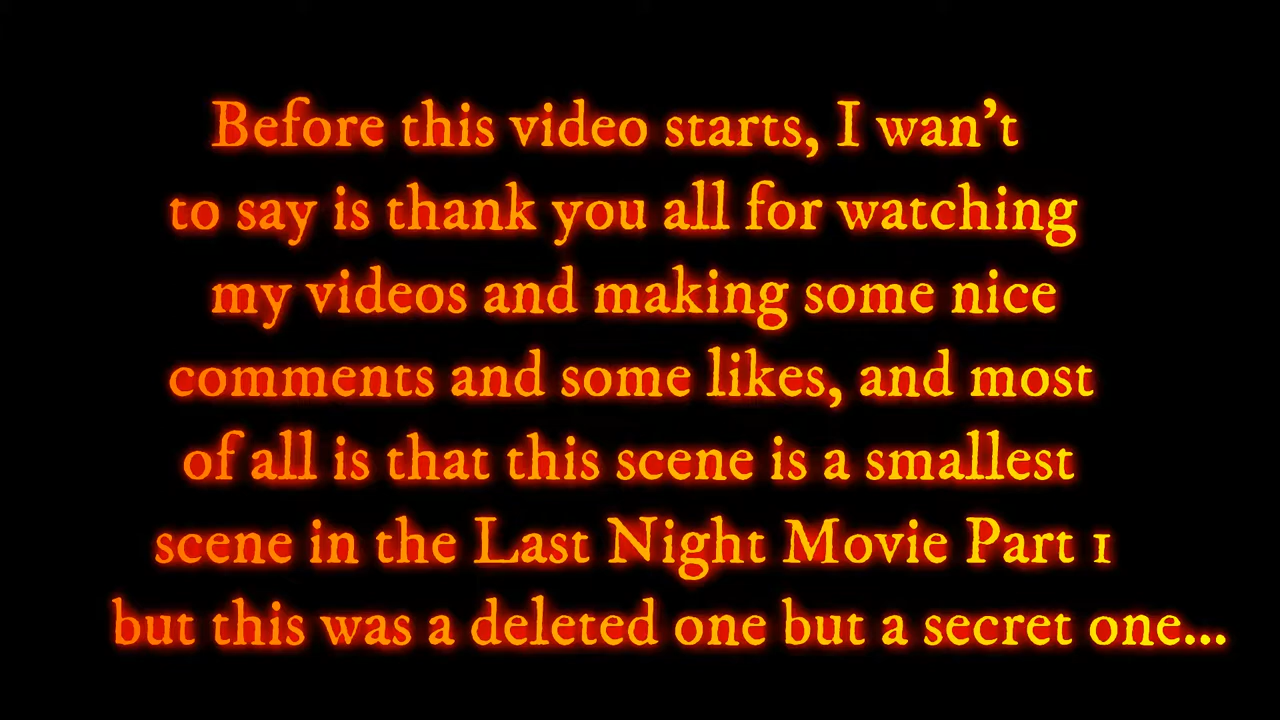 Before this video starts, I wan't
to say is thank you all for watching
my videos and making some nice
comments and some likes, and most
of all is that this scene is a smallest
scene in the Last Night Movie Part 1
but this was a deleted one but a secret one...